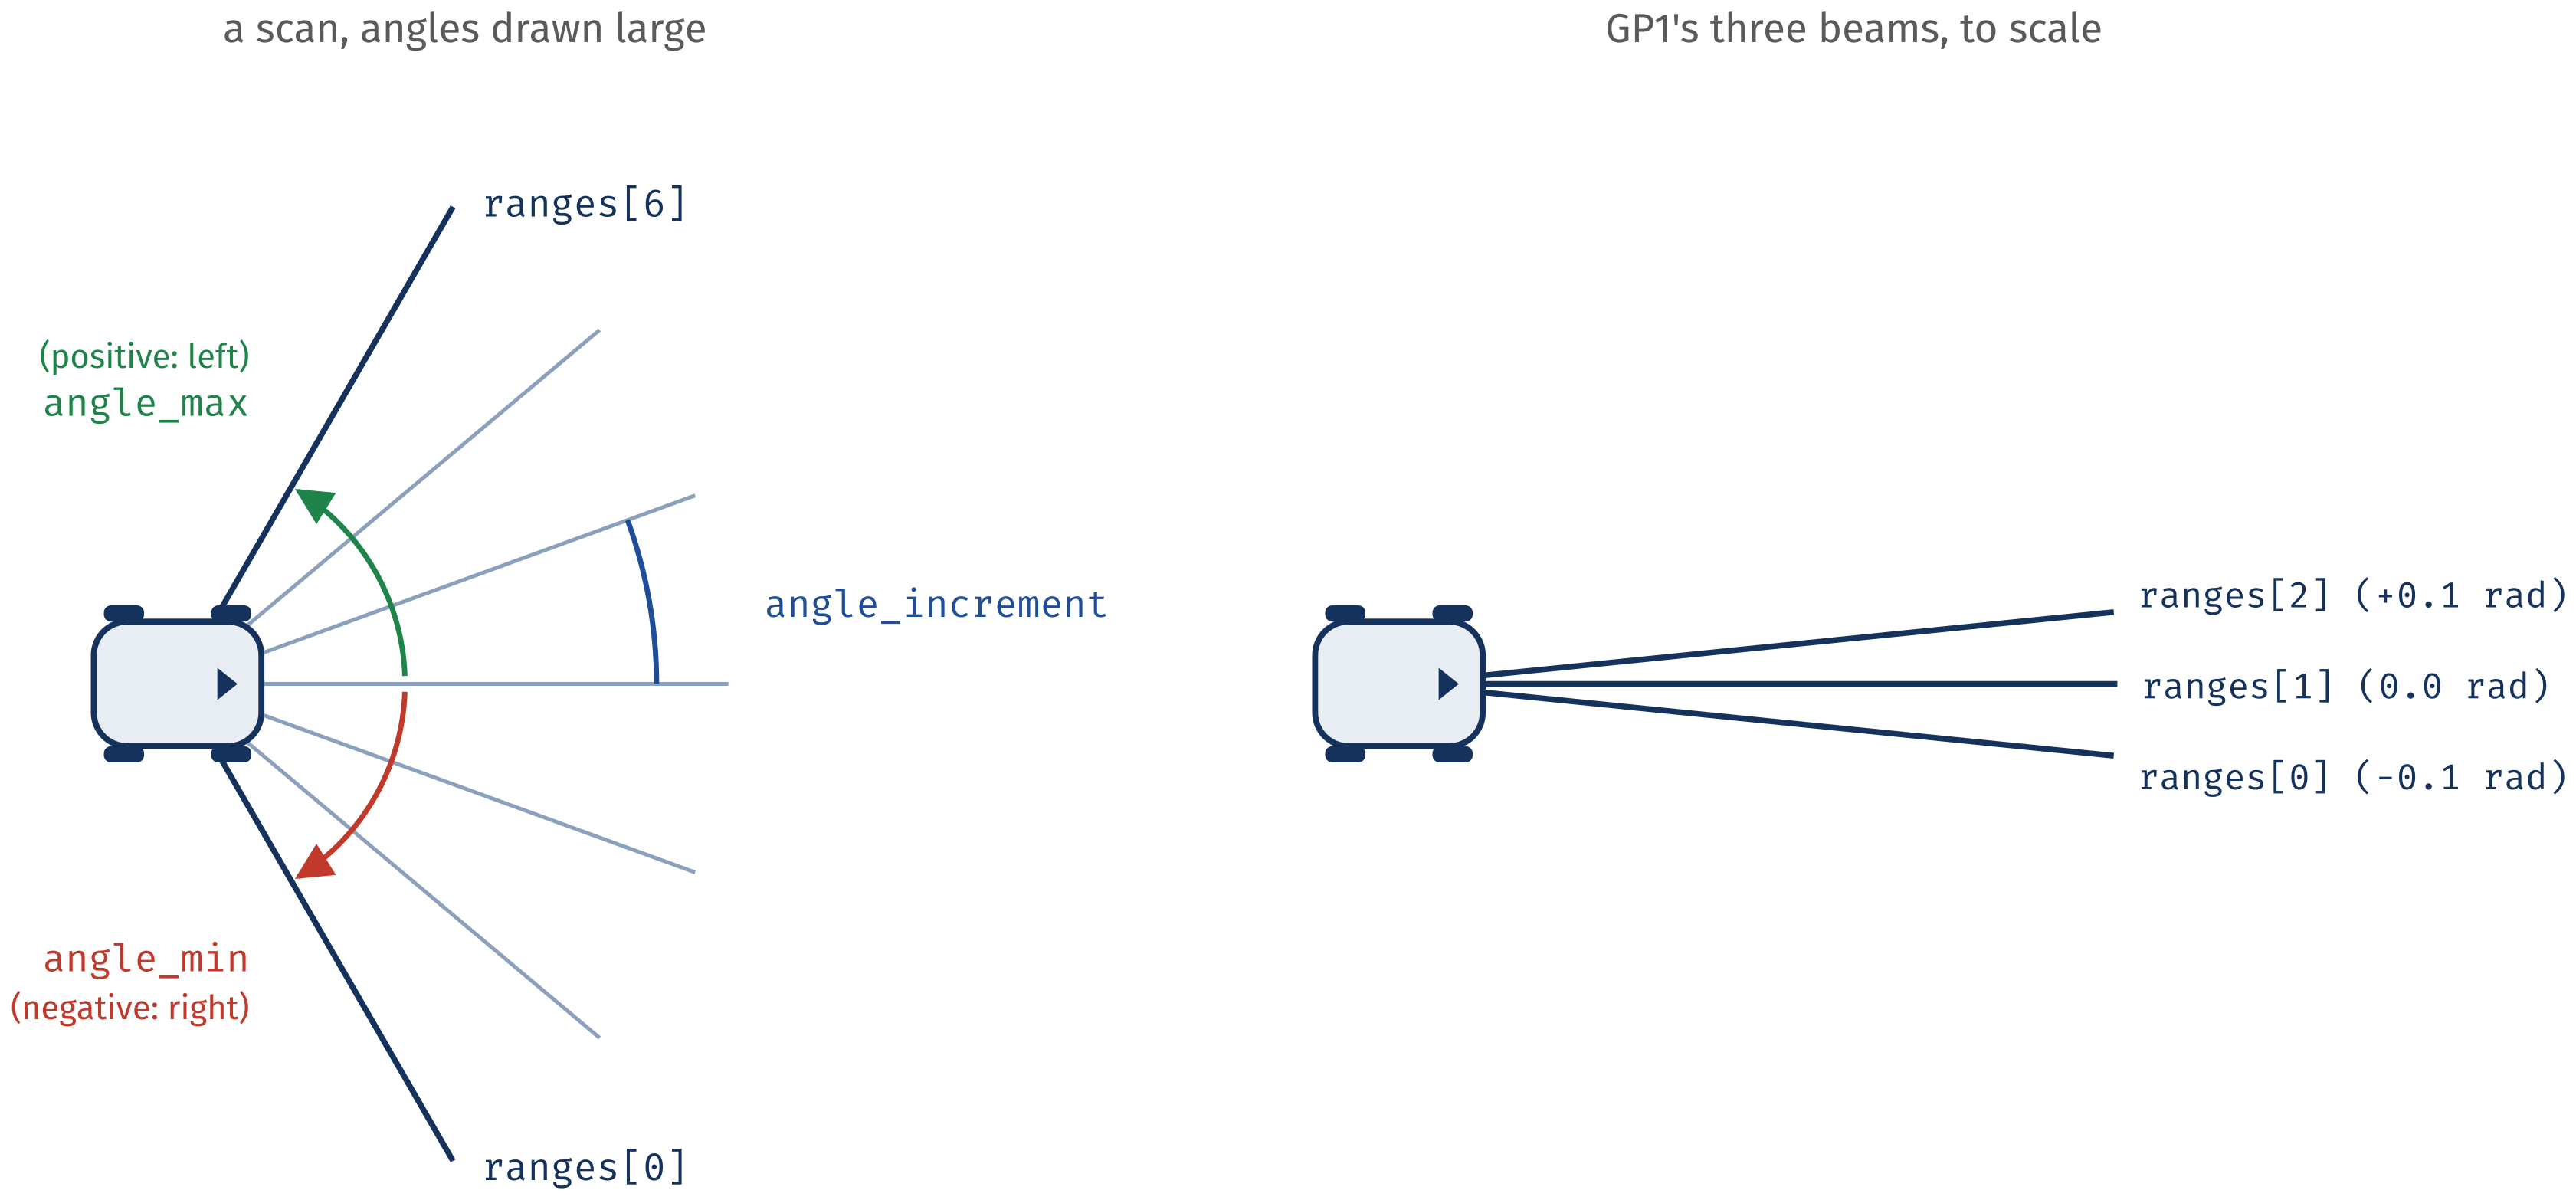 a scan, angles drawn large
ranges[6]
(positive: left)
angle_max
angle_increment
angle_min
(negative: right)
ranges[0]
GP1's three beams, to scale
ranges[2] (+0.1 rad)
ranges[1] (0.0 rad)
ranges[0] (-0.1 rad)